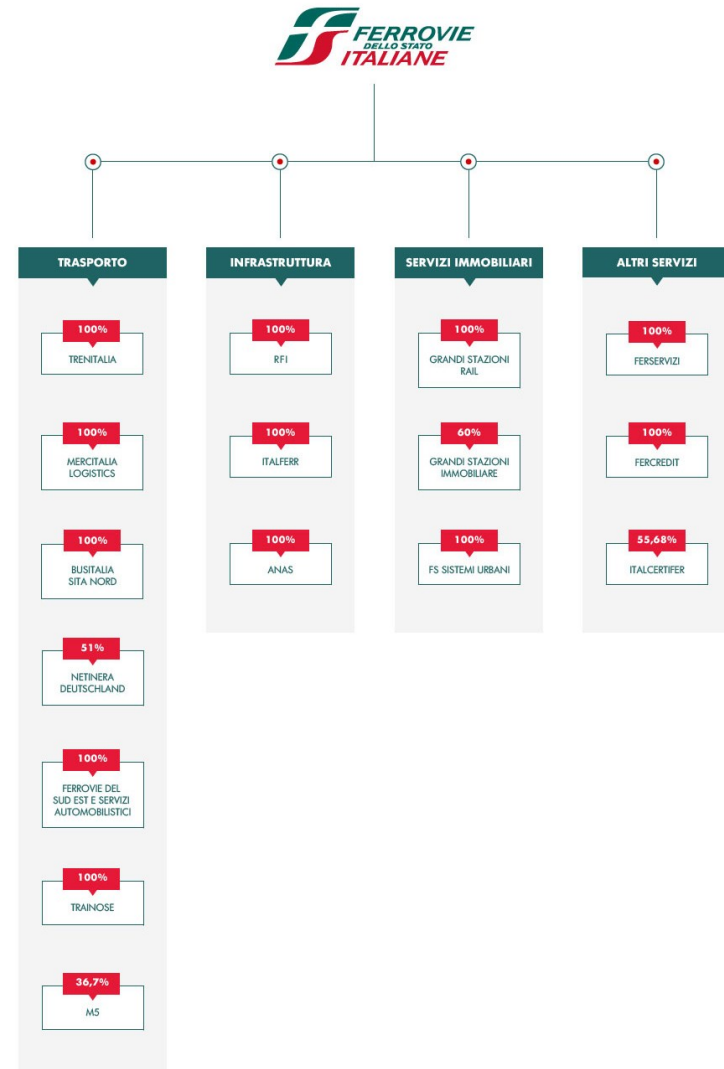 FERROVIE
DELLO STATO
ITALIANE
TRASPORTO
100%
TRENITALIA
100%
MERCITALIA
LOGISTICS
100%
BUSITALIA
SITA NORD
51%
NETINERA
DEUTSCHLAND
100%
FERROVIE DEL
SUD EST E SERVIZI
AUTOMOBILISTICI
100%
TRAINOSE
36,7%
M5
INFRASTRUTTURA
100%
RFI
100%
ITALFERR
100%
ANAS
SERVIZI IMMOBILIARI
100%
GRANDI STAZIONI
RAIL
60%
GRANDI STAZIONI
IMMOBILIARE
100%
FS SISTEMI URBANI
ALTRI SERVIZI
100%
FERSERVIZI
100%
FERCREDIT
55,68%
ITALCERTIFER